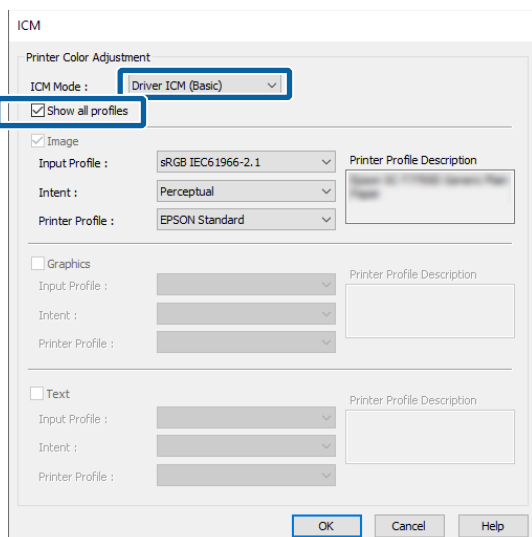 ICM
Printer Color Adjustment
ICM Mode : Driver ICM (Basic)
Show all profiles
Image
Input Profile : sRGB IEC61966-2.1 Printer Profile Description
Intent : Perceptual
Printer Profile : EPSON Standard
Graphics
Input Profile : Printer Profile Description
Intent :
Printer Profile :
Text
Input Profile : Printer Profile Description
Intent :
Printer Profile :
OK Cancel Help